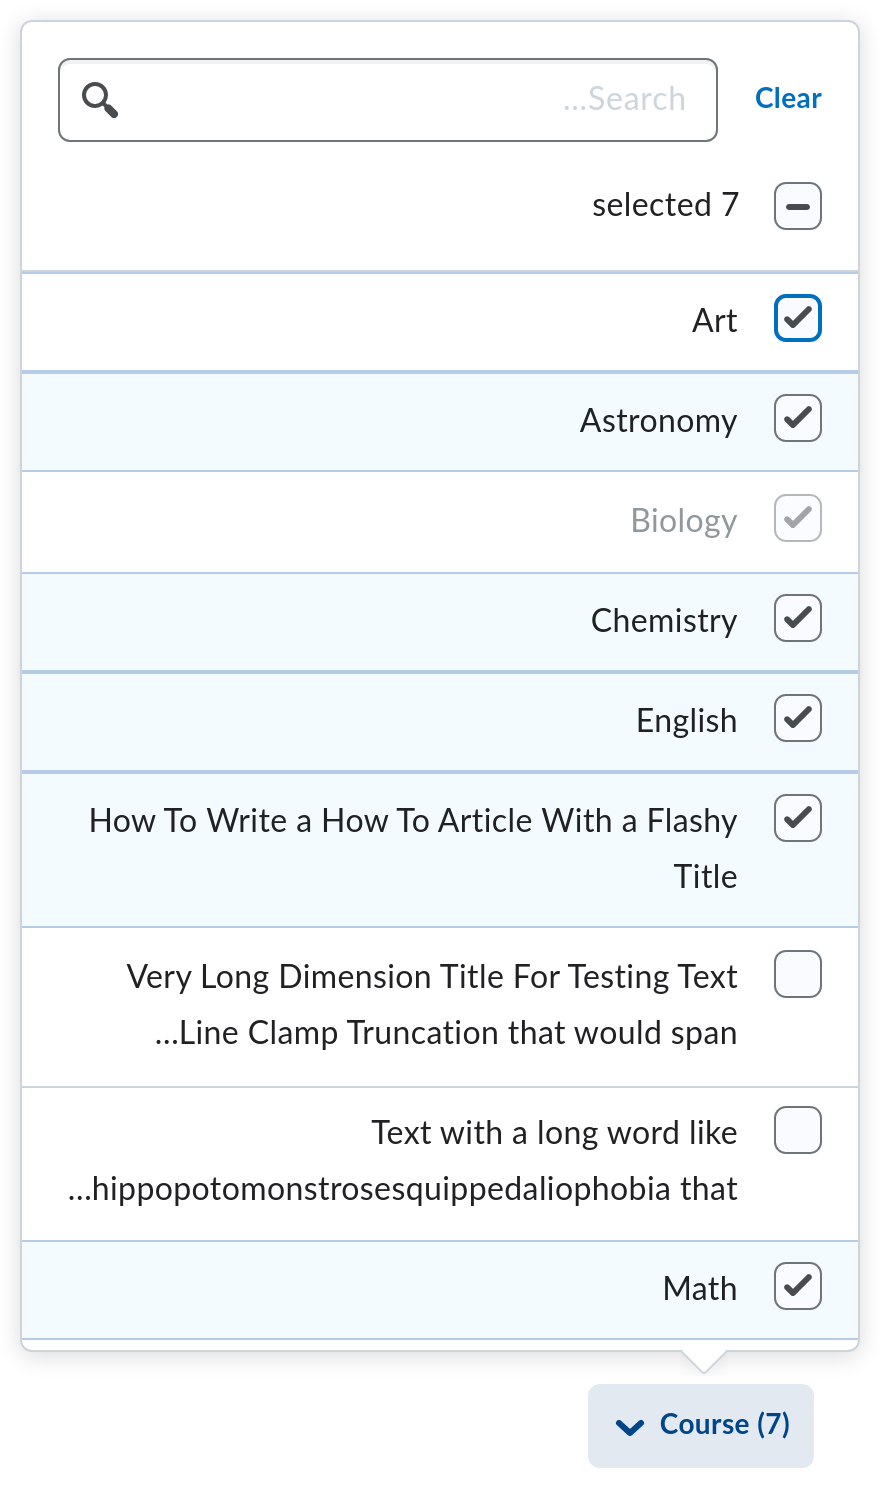 ...Search
Clear
selected 7
Art
Astronomy
Biology
Chemistry
English
How To Write a How To Article With a Flashy
Title
Very Long Dimension Title For Testing Text
...Line Clamp Truncation that would span
Text with a long word like
...hippopotomonstrosesquippedaliophobia that
Math
Course (7)